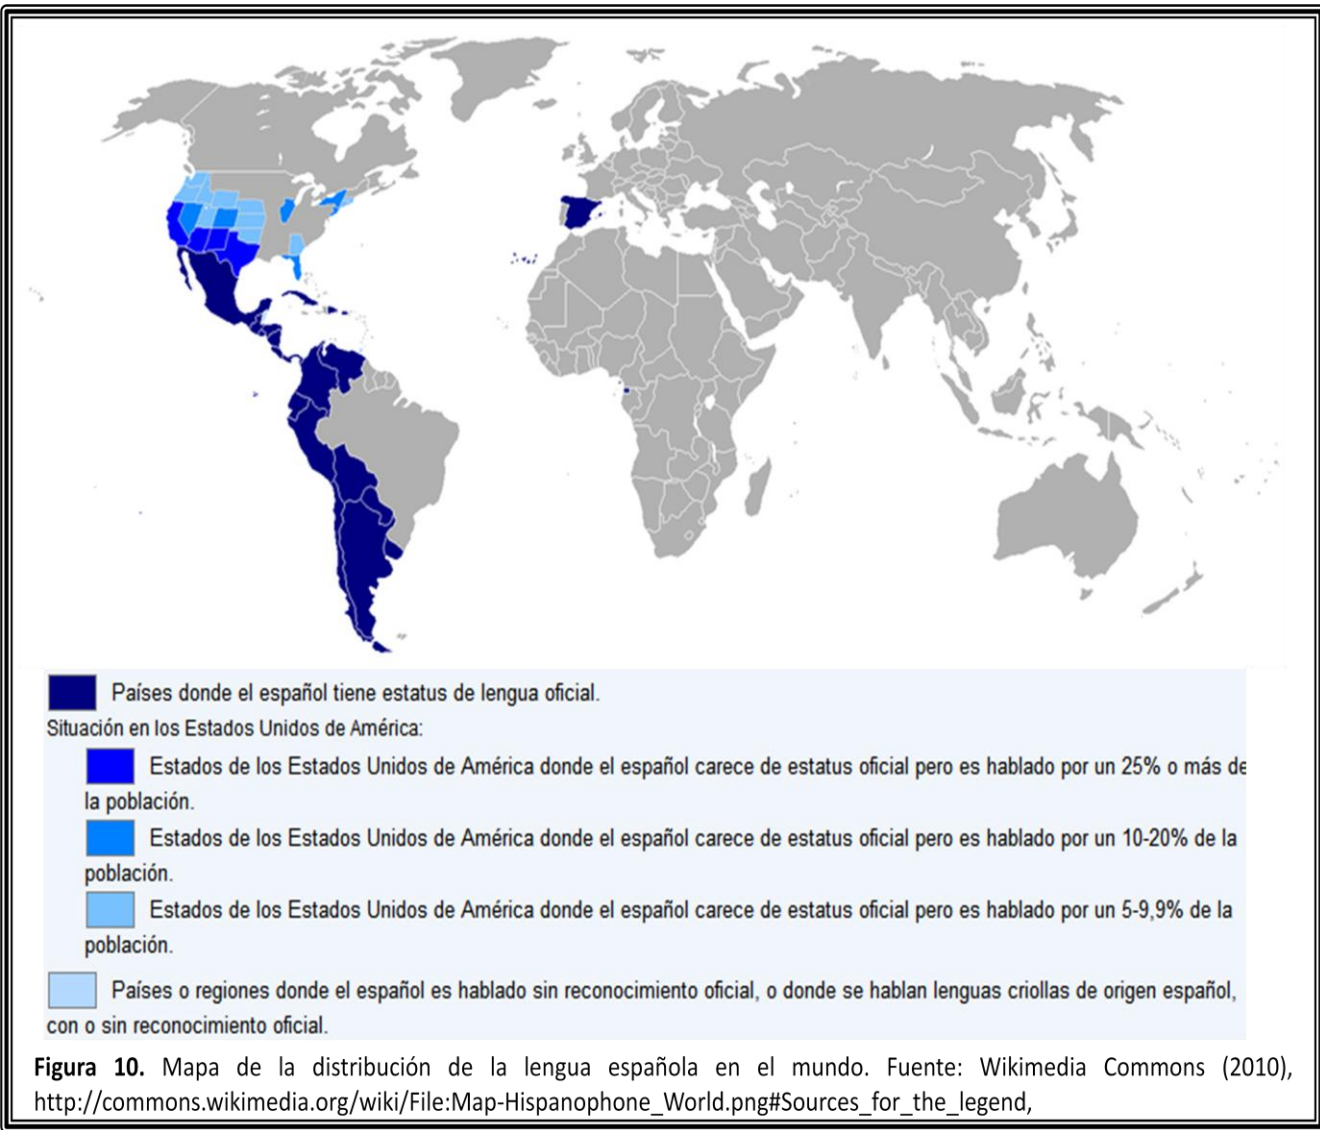 Países donde el español tiene estatus de lengua oficial.
Situación en los Estados Unidos de América:
Estados de los Estados Unidos de América donde el español carece de estatus oficial pero es hablado por un 25% o más de
la población.
Estados de los Estados Unidos de América donde el español carece de estatus oficial pero es hablado por un 10-20% de la
población.
Estados de los Estados Unidos de América donde el español carece de estatus oficial pero es hablado por un 5-9,9% de la
población.
Países o regiones donde el español es hablado sin reconocimiento oficial, o donde se hablan lenguas criollas de origen español,
con o sin reconocimiento oficial.
Figura 10. Mapa de la distribución de la lengua española en el mundo. Fuente: Wikimedia Commons (2010),
http://commons.wikimedia.org/wiki/File:Map-Hispanophone_World.png#Sources_for_the_legend,